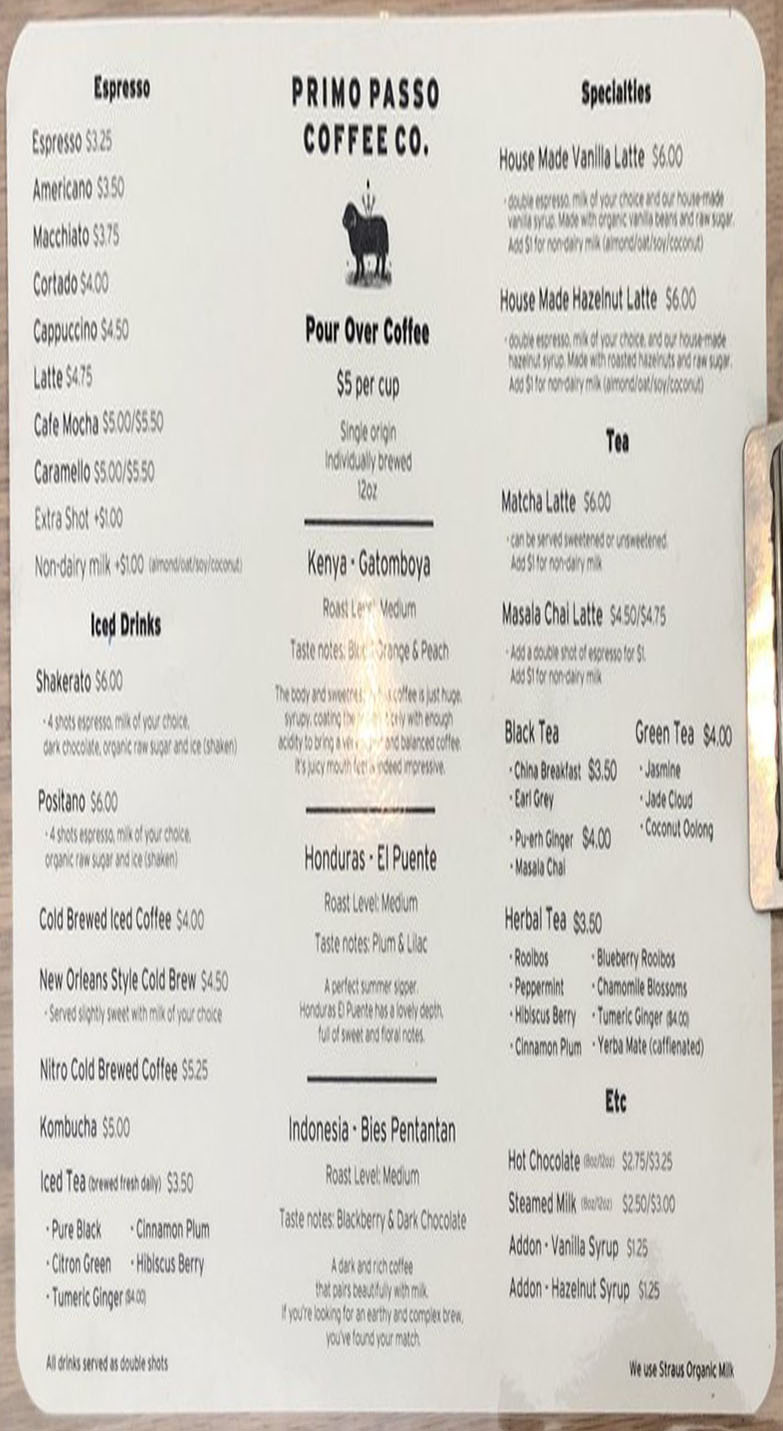 Espresso
Espresso $3.25
Americano $3.50
Macchiato $3.75
Cortado $4.00
Cappuccino $4.50
Latte $4.75
Cafe Mocha $5.00/$5.50
Caramello $5.00/$5.50
Extra Shot +$1.00
Non-dairy milk +$1.00 (almond/oat/soy/coconut)
Iced Drinks
Shakerato $6.00
· 4 shots espresso, milk of your choice,
dark chocolate, organic raw sugar and ice (shaken)
Positano $6.00
· 4 shots espresso, milk of your choice,
organic raw sugar and ice (shaken)
Cold Brewed Iced Coffee $4.00
New Orleans Style Cold Brew $4.50
· Served slightly sweet with milk of your choice
Nitro Cold Brewed Coffee $5.25
Kombucha $5.00
Iced Tea (brewed fresh daily) $3.50
· Pure Black · Cinnamon Plum
· Citron Green · Hibiscus Berry
· Tumeric Ginger ($4.00)
All drinks served as double shots
PRIMO PASSO
COFFEE CO.
Pour Over Coffee
$5 per cup
Single origin
Individually brewed
12oz
Kenya · Gatomboya
Roast Level: Medium
Taste notes: Orange & Peach
The body and sweetness coffee is just huge,
syrupy, coating the with enough
acidity to bring a and balanced coffee.
It's juicy mouth indeed impressive.
Honduras · El Puente
Roast Level: Medium
Taste notes: Plum & Lilac
A perfect summer sipper.
Honduras El Puente has a lovely depth,
full of sweet and floral notes.
Indonesia · Bies Pentantan
Roast Level: Medium
Taste notes: Blackberry & Dark Chocolate
A dark and rich coffee
that pairs beautifully with milk.
If you're looking for an earthy and complex brew,
you've found your match.
Specialties
House Made Vanilla Latte $6.00
· double espresso, milk of your choice and our house-made
vanilla syrup. Made with organic vanilla beans and raw sugar.
Add $1 for non-dairy milk (almond/oat/soy/coconut)
House Made Hazelnut Latte $6.00
· double espresso, milk of your choice, and our house-made
hazelnut syrup. Made with roasted hazelnuts and raw sugar.
Add $1 for non-dairy milk (almond/oat/soy/coconut)
Tea
Matcha Latte $6.00
· can be served sweetened or unsweetened.
Add $1 for non-dairy milk
Masala Chai Latte $4.50/$4.75
· Add a double shot of espresso for $1.
Add $1 for non-dairy milk
Black Tea
· China Breakfast $3.50
· Earl Grey
· Pu-erh Ginger $4.00
· Masala Chai
Green Tea $4.00
· Jasmine
· Jade Cloud
· Coconut Oolong
Herbal Tea $3.50
· Rooibos · Blueberry Rooibos
· Peppermint · Chamomile Blossoms
· Hibiscus Berry · Tumeric Ginger ($4.00)
· Cinnamon Plum · Yerba Mate (caffienated)
Etc
Hot Chocolate (8oz/12oz) $2.75/$3.25
Steamed Milk (8oz/12oz) $2.50/$3.00
Addon · Vanilla Syrup $1.25
Addon · Hazelnut Syrup $1.25
We use Straus Organic Milk